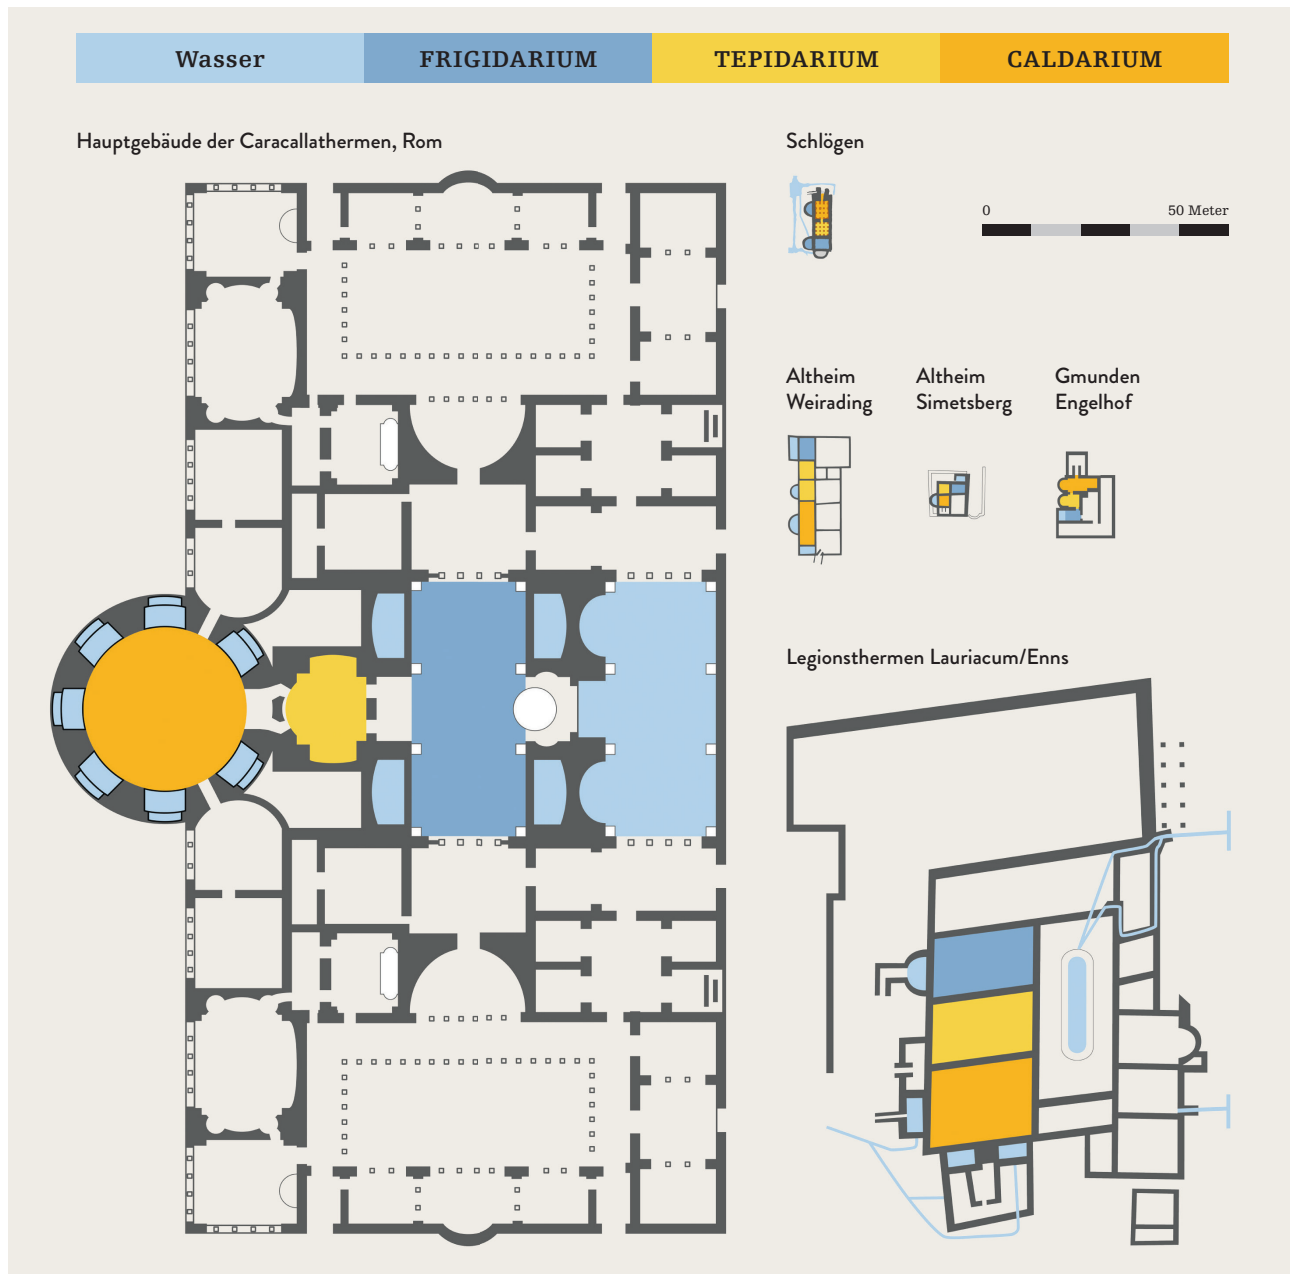 Wasser FRIGIDARIUM TEPIDARIUM CALDARIUM
Hauptgebäude der Caracallathermen, Rom
Schlögen
0 50 Meter
Altheim
Weirading
Altheim
Simetsberg
Gmunden
Engelhof
Legionsthermen Lauriacum/Enns